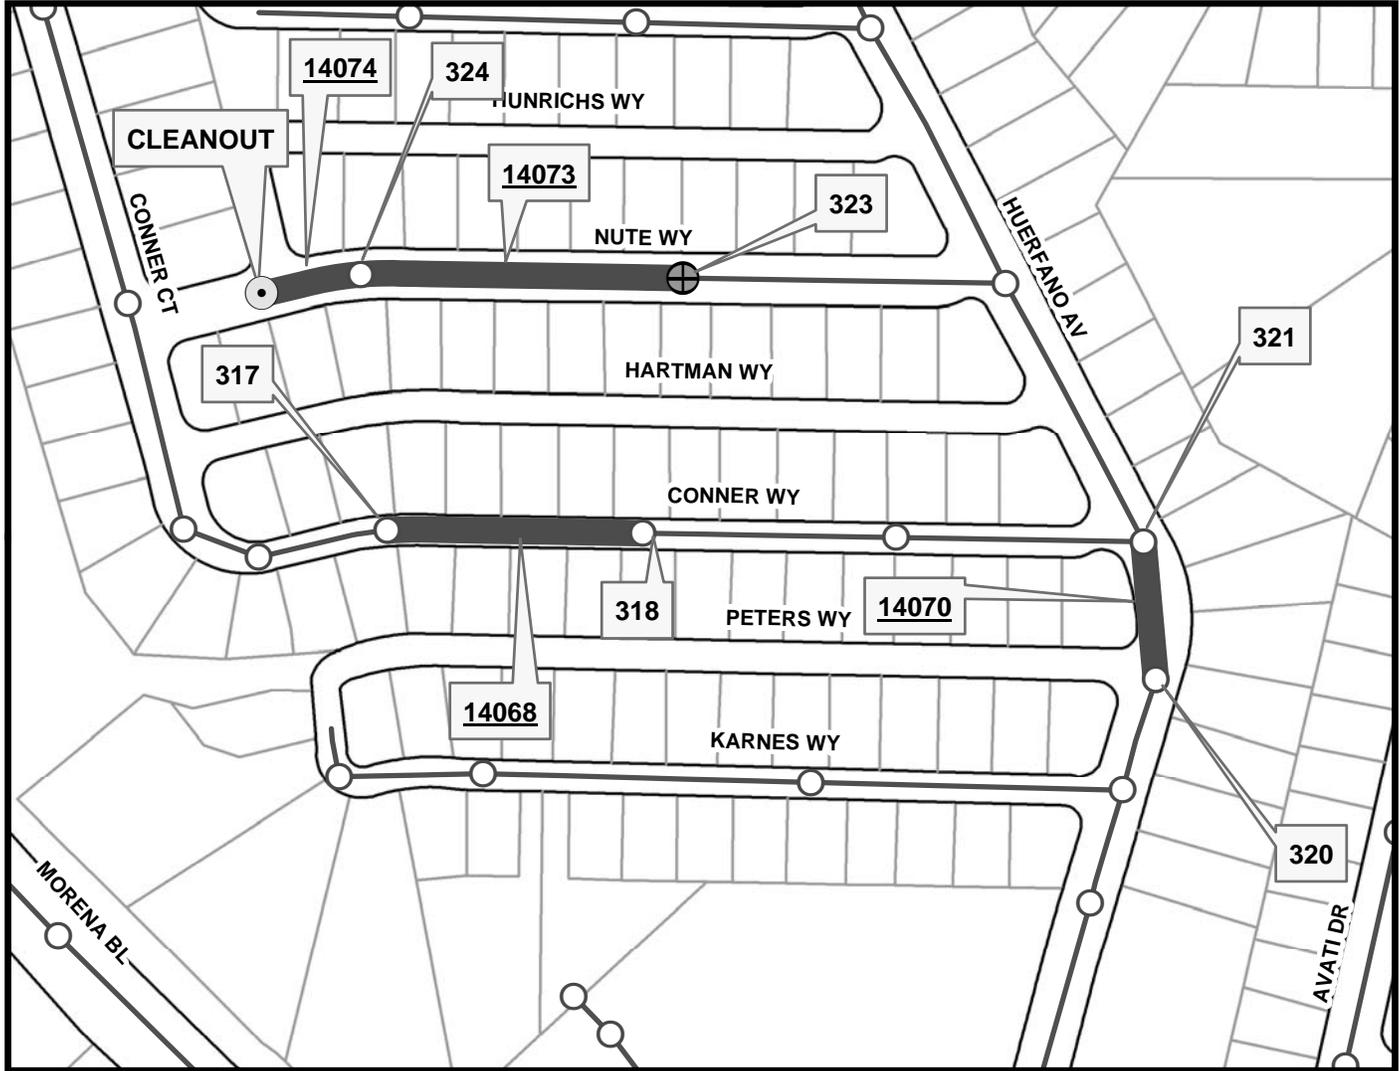 14074
324
HUNRICHS WY
CLEANOUT
14073
323
NUTE WY
CONNER CT
HUERFANO AV
321
317
HARTMAN WY
CONNER WY
318
PETERS WY
14070
14068
KARNES WY
320
MORENA BL
AVATI DR